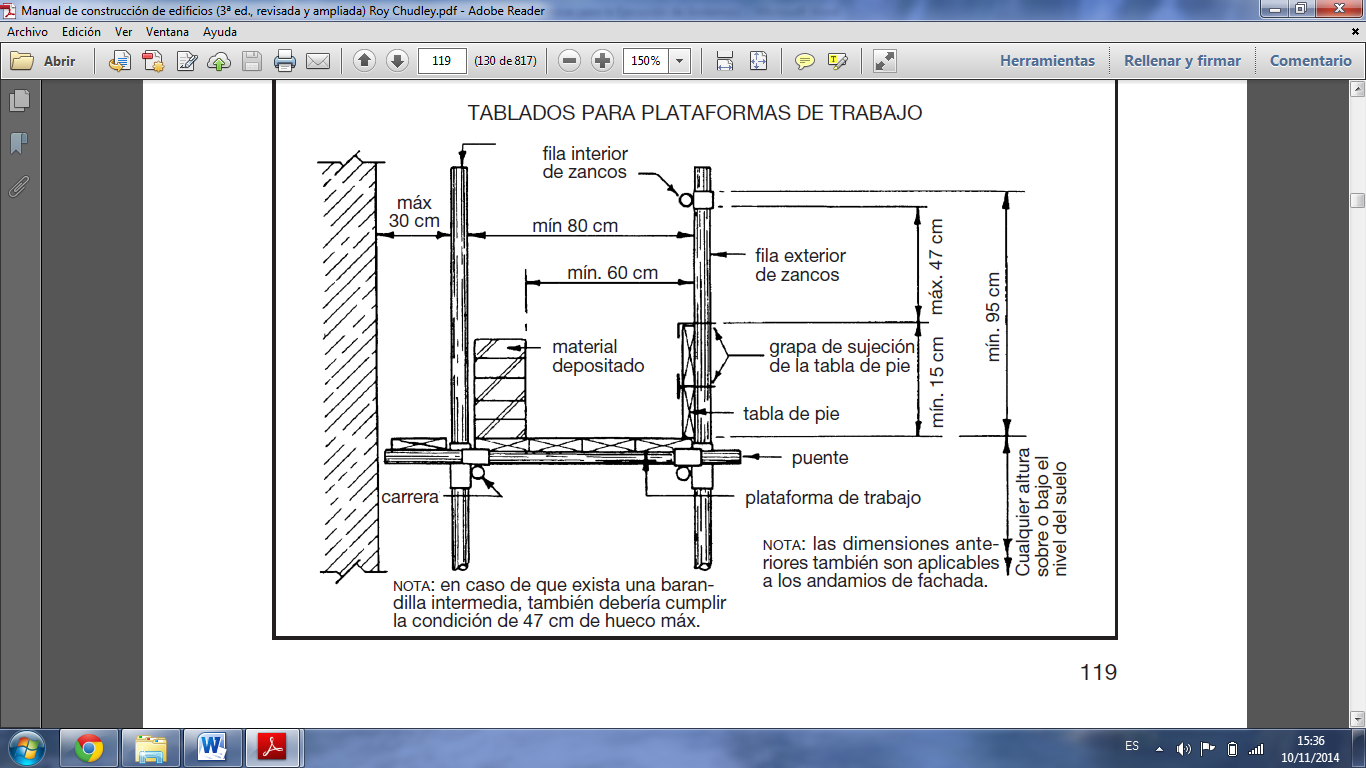 Manual de construcción de edificios (3ª ed., revisada y ampliada) Roy Chudley.pdf - Adobe Reader
Archivo Edición Ver Ventana Ayuda
Abrir 119 (130 de 817) 150% Herramientas Rellenar y firmar Comentario
TABLADOS PARA PLATAFORMAS DE TRABAJO
fila interior
de zancos
máx
30 cm
mín 80 cm
fila exterior
de zancos
mín. 60 cm
máx. 47 cm
mín. 95 cm
material
depositado
grapa de sujeción
de la tabla de pie
mín. 15 cm
tabla de pie
puente
carrera
plataforma de trabajo
Cualquier altura
sobre o bajo el
nivel del suelo
NOTA: las dimensiones ante-
riores también son aplicables
a los andamios de fachada.
NOTA: en caso de que exista una baran-
dilla intermedia, también debería cumplir
la condición de 47 cm de hueco máx.
119
ES
15:36
10/11/2014